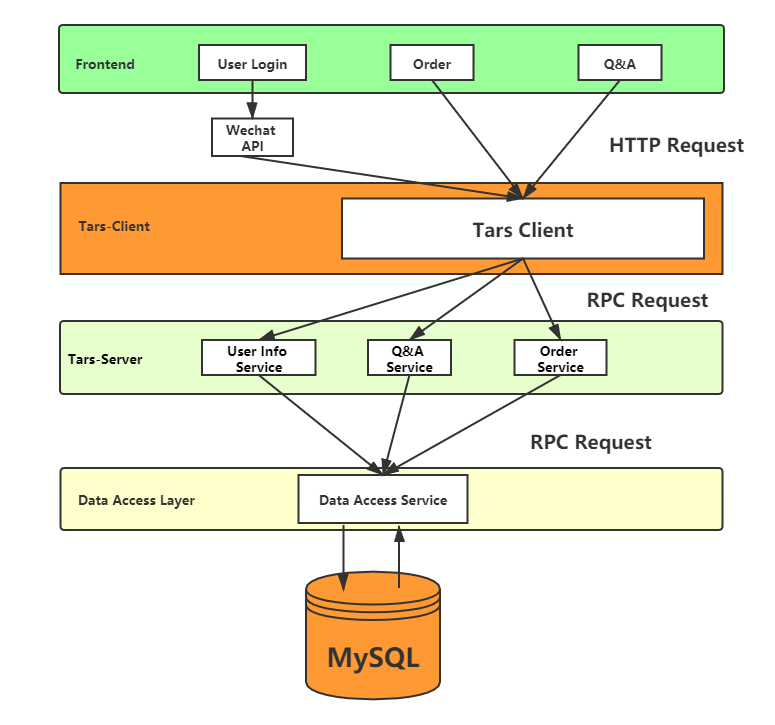 Frontend
User Login
Order
Q&A
Wechat
API
HTTP Request
Tars-Client
Tars Client
RPC Request
Tars-Server
User Info
Service
Q&A
Service
Order
Service
RPC Request
Data Access Layer
Data Access Service
MySQL